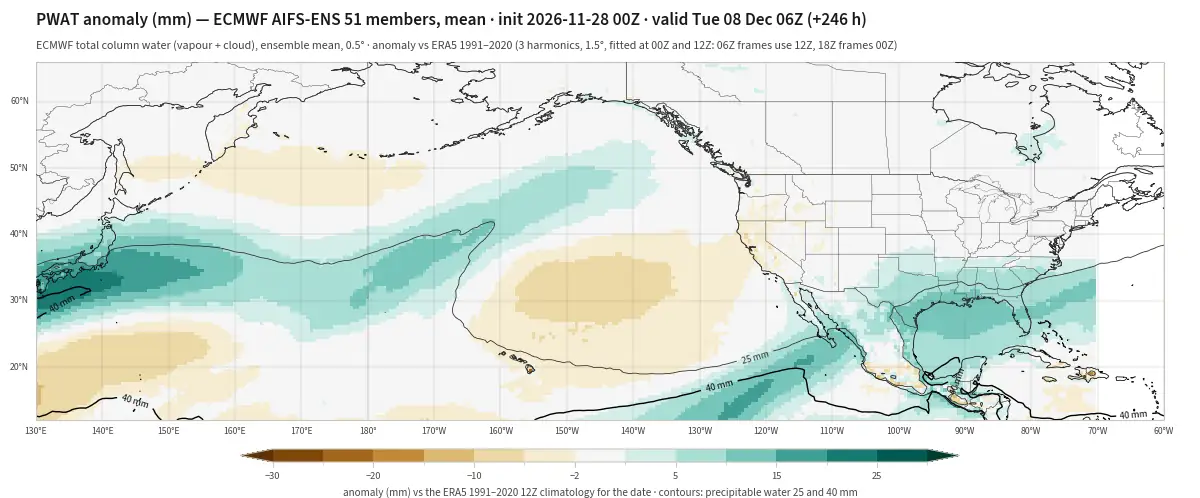 PWAT anomaly (mm) — ECMWF AIFS-ENS 51 members, mean · init 2026-11-28 00Z · valid Tue 08 Dec 06Z (+246 h)
ECMWF total column water (vapour + cloud), ensemble mean, 0.5° · anomaly vs ERA5 1991–2020 (3 harmonics, 1.5°, fitted at 00Z and 12Z: 06Z frames use 12Z, 18Z frames 00Z)
60°N
50°N
40°N
30°N
20°N
40 mm
25 mm
40 mm
40 mm
40 mm
130°E 140°E 150°E 160°E 170°E 180° 170°W 160°W 150°W 140°W 130°W 120°W 110°W 100°W 90°W 80°W 70°W 60°W
−30 −20 −10 −2 5 15 25
anomaly (mm) vs the ERA5 1991–2020 12Z climatology for the date · contours: precipitable water 25 and 40 mm